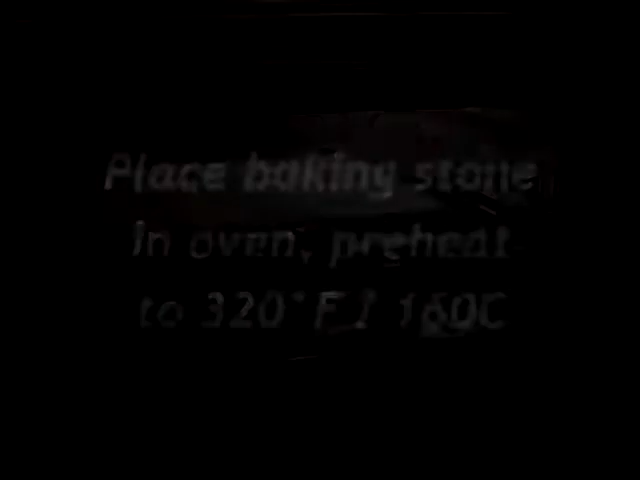 Place baking stone
In oven, preheat
to 320°F / 160C